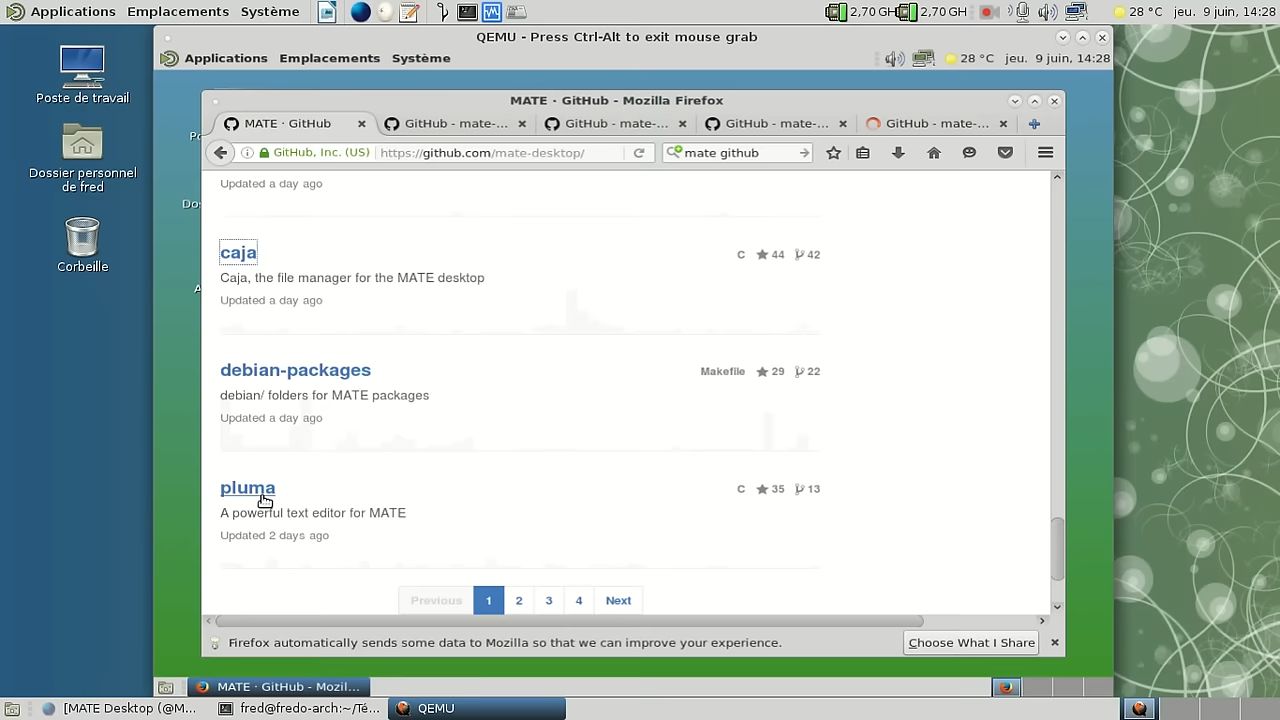 Applications Emplacements Système 2,70 GH 2,70 GH 28 °C jeu. 9 juin, 14:28
QEMU - Press Ctrl-Alt to exit mouse grab
Applications Emplacements Système 28 °C jeu. 9 juin, 14:28
Poste de travail
Dossier personnel
de fred
Corbeille
MATE · GitHub - Mozilla Firefox
MATE · GitHub GitHub - mate-... GitHub - mate-... GitHub - mate-... GitHub - mate-...
GitHub, Inc. (US) https://github.com/mate-desktop/ mate github
Updated a day ago
caja C 44 42
Caja, the file manager for the MATE desktop
Updated a day ago
debian-packages Makefile 29 22
debian/ folders for MATE packages
Updated a day ago
pluma C 35 13
A powerful text editor for MATE
Updated 2 days ago
Previous 1 2 3 4 Next
Firefox automatically sends some data to Mozilla so that we can improve your experience. Choose What I Share
MATE · GitHub - Mozil...
[MATE Desktop (@M... fred@fredo-arch:~/Té... QEMU